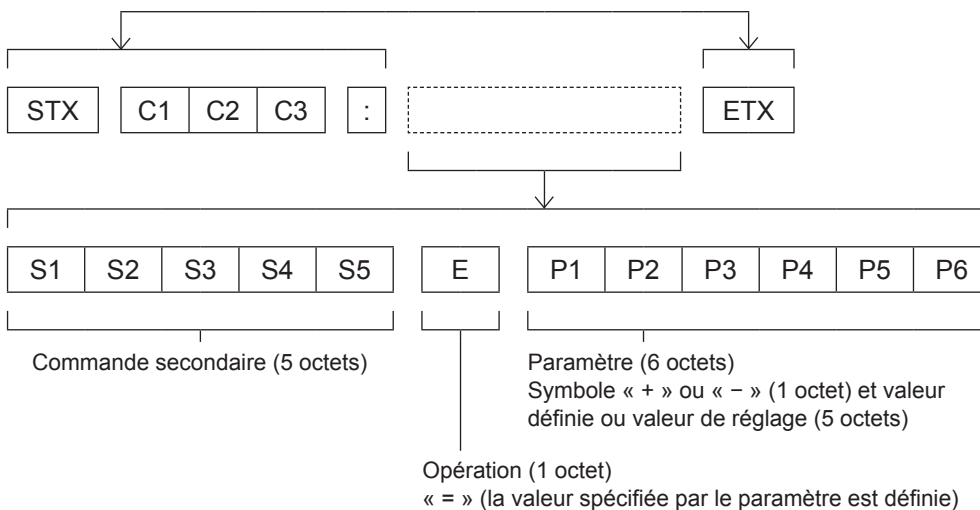 STX C1 C2 C3 : ETX
S1 S2 S3 S4 S5 E P1 P2 P3 P4 P5 P6
Commande secondaire (5 octets)
Paramètre (6 octets)
Symbole « + » ou « − » (1 octet) et valeur
définie ou valeur de réglage (5 octets)
Opération (1 octet)
« = » (la valeur spécifiée par le paramètre est définie)